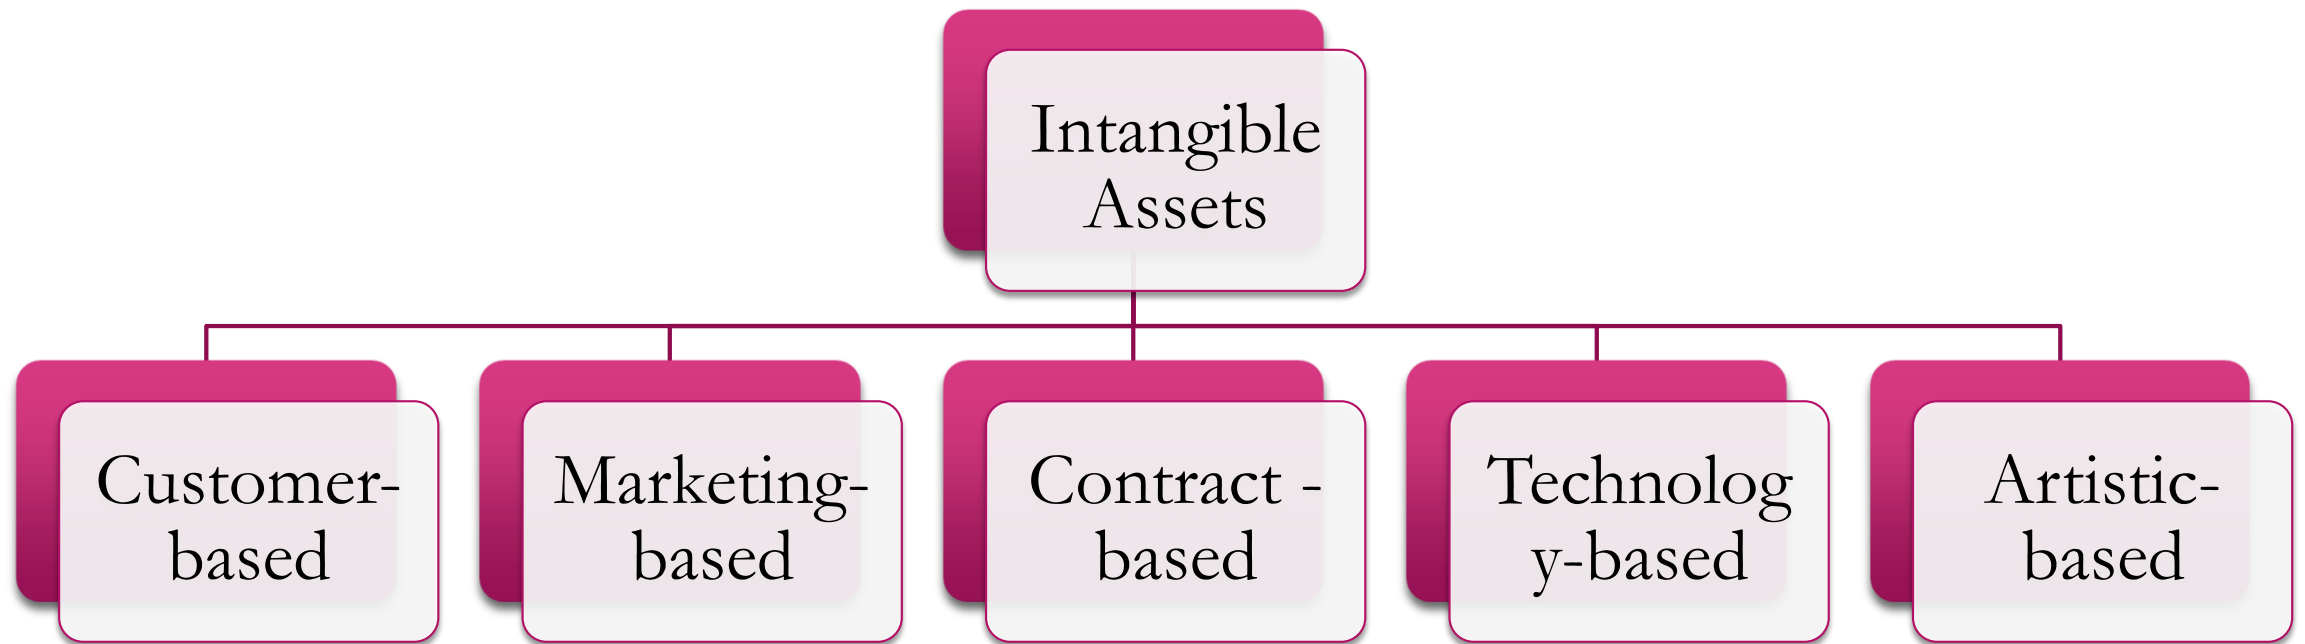 Intangible
Assets
Customer-
based
Marketing-
based
Contract -
based
Technolog
y-based
Artistic-
based